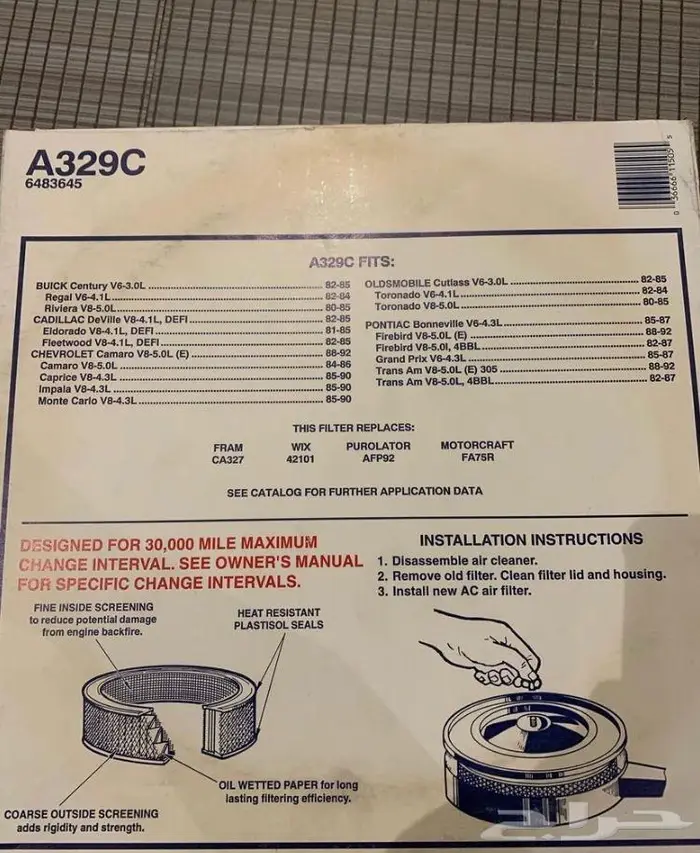 A329C
6483645
0 36666 11505 5
A329C FITS:
BUICK Century V6-3.0L 82-85
Regal V6-4.1L 82-84
Riviera V8-5.0L 80-85
CADILLAC DeVille V8-4.1L, DEFI 82-85
Eldorado V8-4.1L, DEFI 81-85
Fleetwood V8-4.1L, DEFI 82-85
CHEVROLET Camaro V8-5.0L (E) 88-92
Camaro V8-5.0L 84-86
Caprice V8-4.3L 85-90
Impala V8-4.3L 85-90
Monte Carlo V8-4.3L 85-90
OLDSMOBILE Cutlass V6-3.0L 82-85
Toronado V6-4.1L 82-84
Toronado V8-5.0L 80-85
PONTIAC Bonneville V6-4.3L 85-87
Firebird V8-5.0L (E) 88-92
Firebird V8-5.0l, 4BBL 82-87
Grand Prix V6-4.3L 85-87
Trans Am V8-5.0L (E) 305 88-92
Trans Am V8-5.0L, 4BBL 82-87
THIS FILTER REPLACES:
FRAM WIX PUROLATOR MOTORCRAFT
CA327 42101 AFP92 FA75R
SEE CATALOG FOR FURTHER APPLICATION DATA
DESIGNED FOR 30,000 MILE MAXIMUM
CHANGE INTERVAL. SEE OWNER'S MANUAL
FOR SPECIFIC CHANGE INTERVALS.
FINE INSIDE SCREENING
to reduce potential damage
from engine backfire.
HEAT RESISTANT
PLASTISOL SEALS
OIL WETTED PAPER for long
lasting filtering efficiency.
COARSE OUTSIDE SCREENING
adds rigidity and strength.
INSTALLATION INSTRUCTIONS
1. Disassemble air cleaner.
2. Remove old filter. Clean filter lid and housing.
3. Install new AC air filter.
حراج